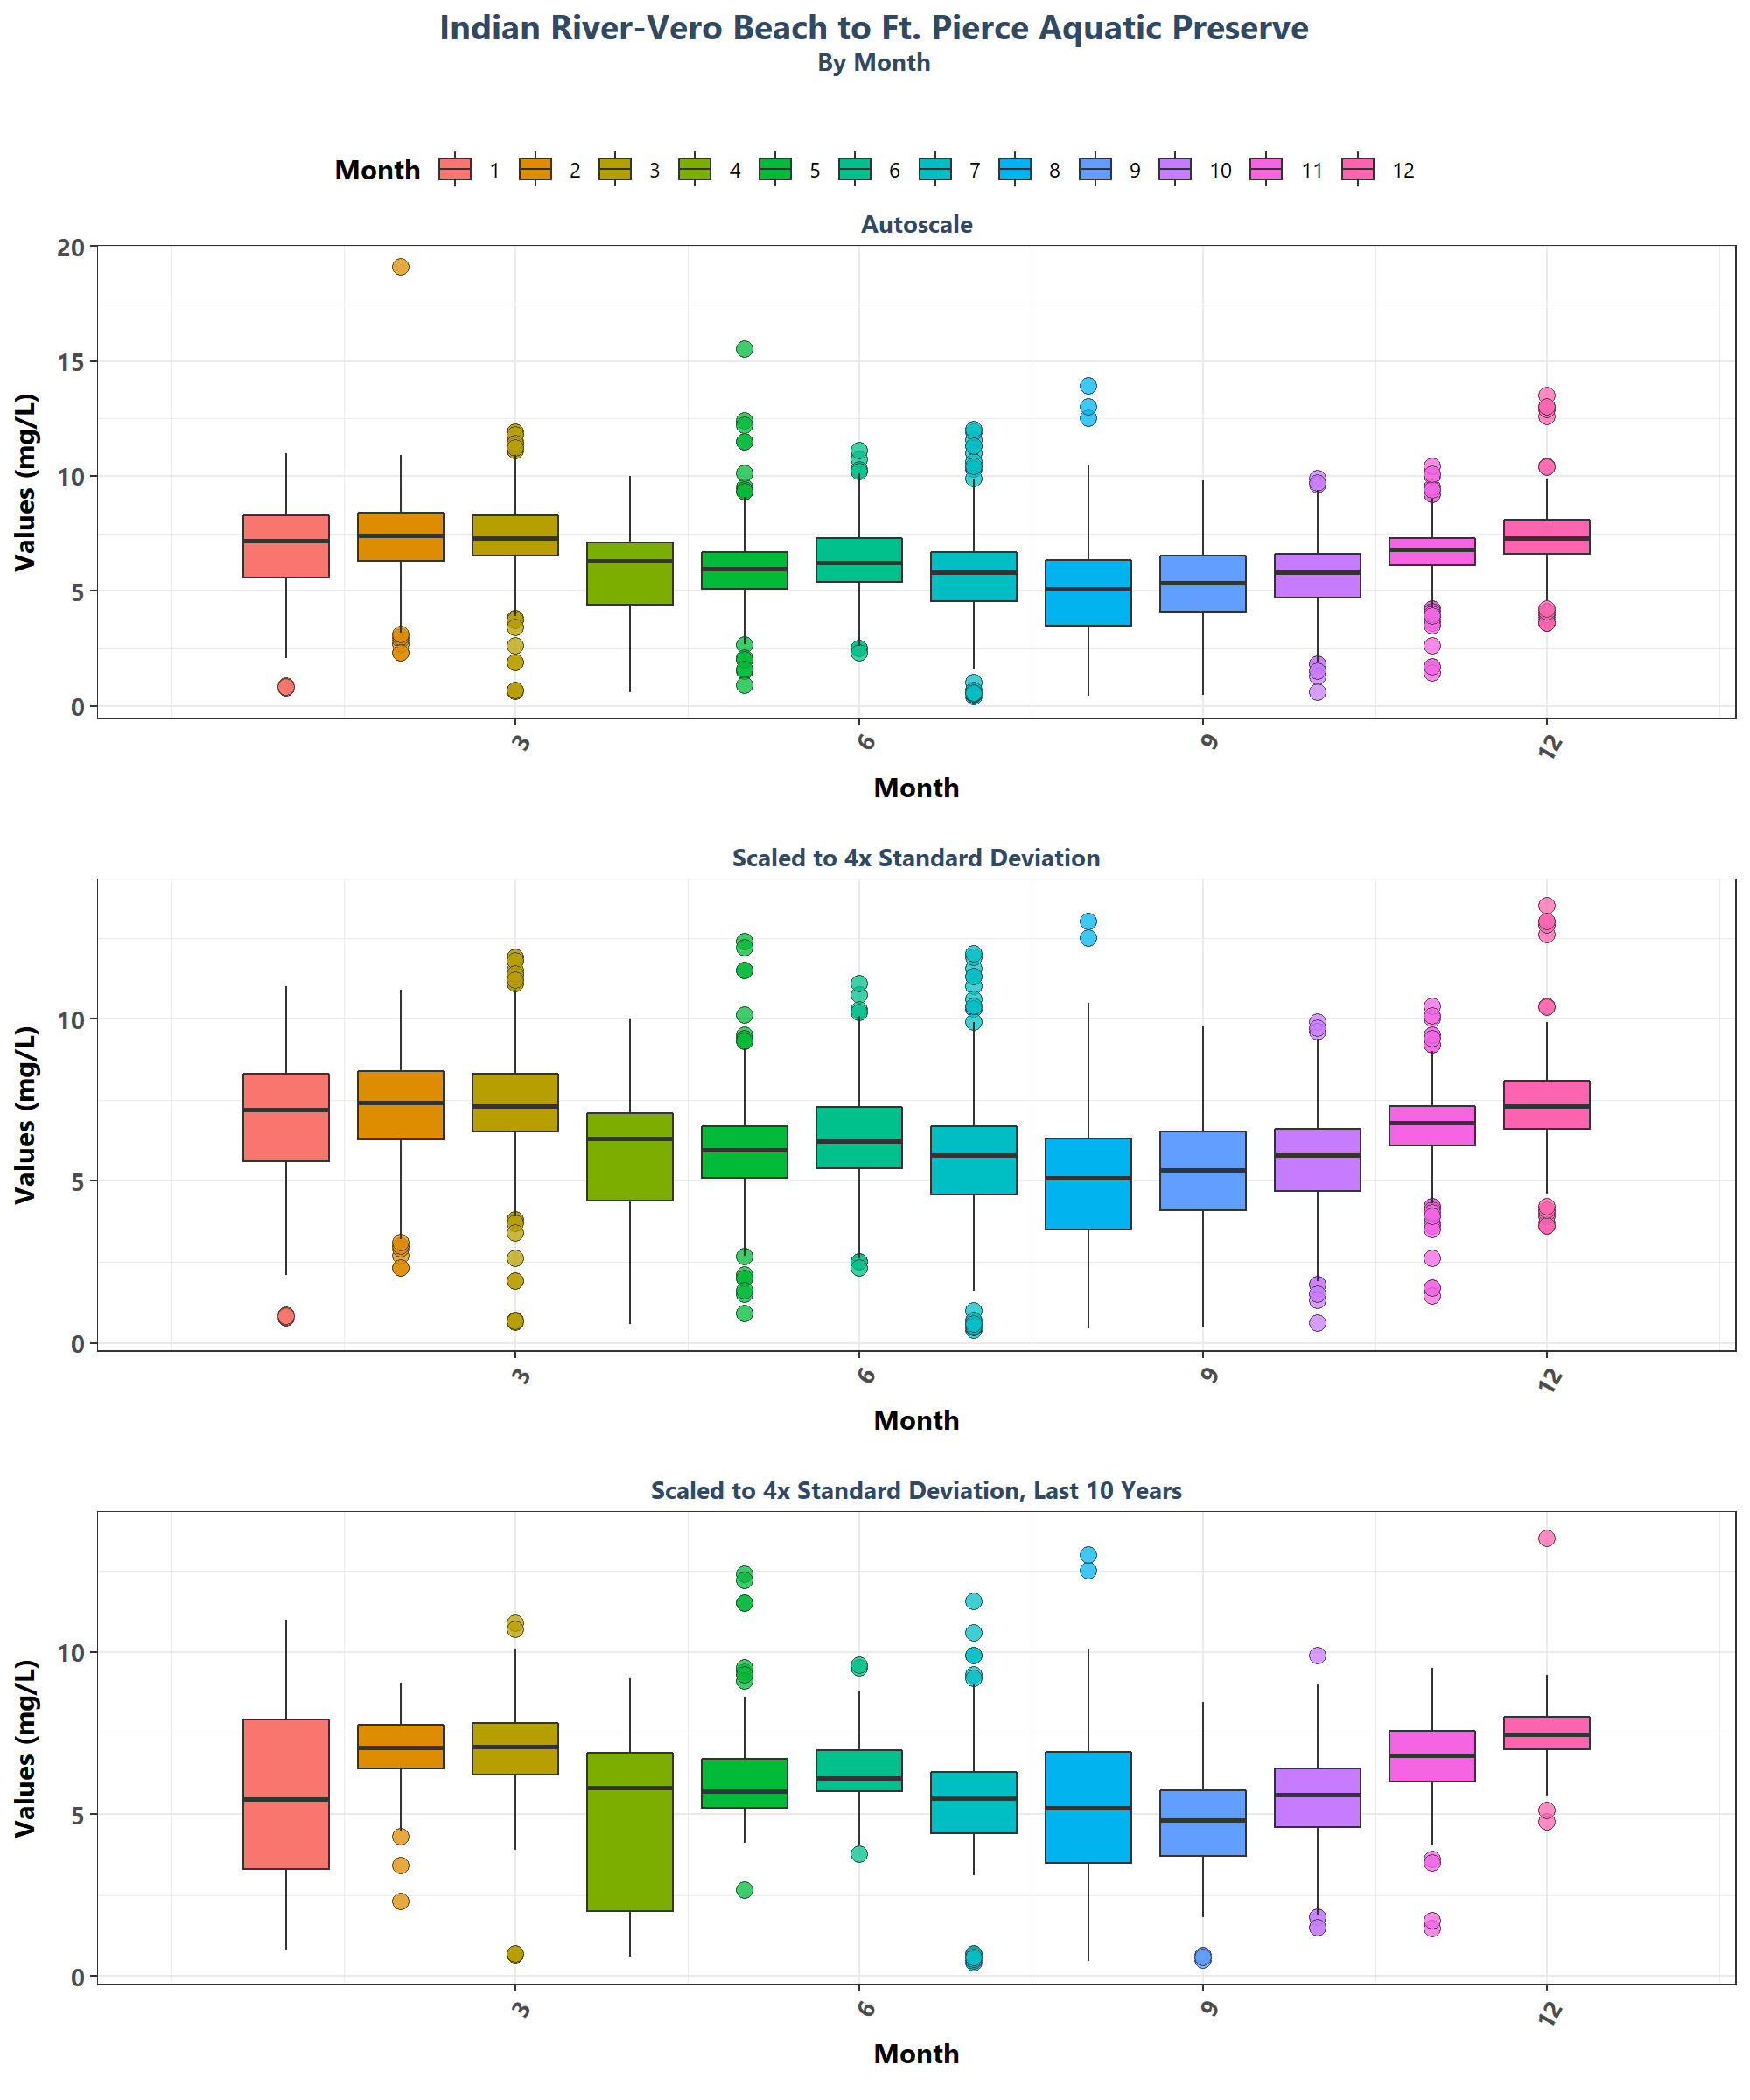 Indian River-Vero Beach to Ft. Pierce Aquatic Preserve
By Month
Month 1 2 3 4 5 6 7 8 9 10 11 12
Autoscale
Values (mg/L)
20
15
10
5
0
3 6 9 12
Month
Scaled to 4x Standard Deviation
Values (mg/L)
10
5
0
3 6 9 12
Month
Scaled to 4x Standard Deviation, Last 10 Years
Values (mg/L)
10
5
0
3 6 9 12
Month